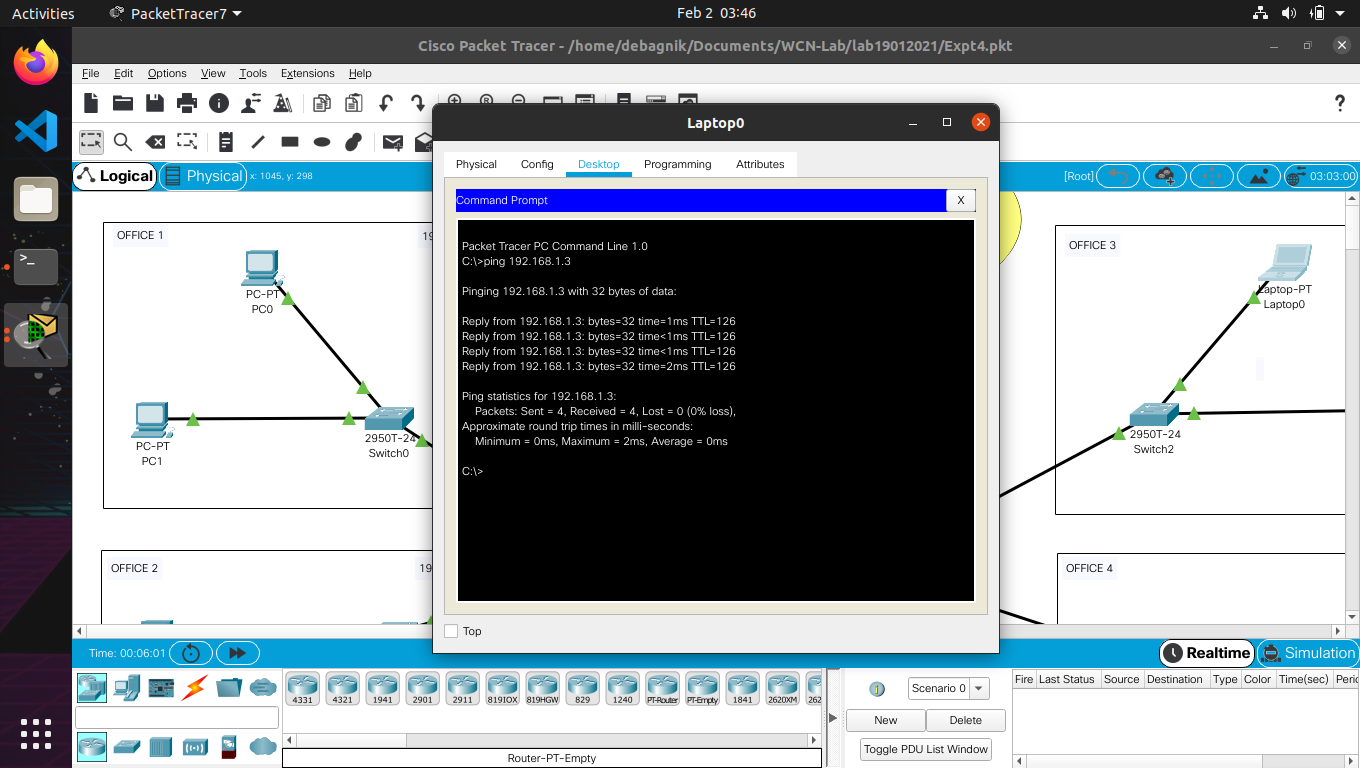 Activities
PacketTracer7
Feb 2 03:46
Cisco Packet Tracer - /home/debagnik/Documents/WCN-Lab/lab19012021/Expt4.pkt
File Edit Options View Tools Extensions Help
?
Logical
Physical
x: 1045, y: 298
[Root]
03:03:00
OFFICE 1
19
PC-PT
PC0
PC-PT
PC1
2950T-24
Switch0
OFFICE 2
19
Laptop0
Physical Config Desktop Programming Attributes
Command Prompt
X
Packet Tracer PC Command Line 1.0
C:\>ping 192.168.1.3
Pinging 192.168.1.3 with 32 bytes of data:
Reply from 192.168.1.3: bytes=32 time=1ms TTL=126
Reply from 192.168.1.3: bytes=32 time<1ms TTL=126
Reply from 192.168.1.3: bytes=32 time<1ms TTL=126
Reply from 192.168.1.3: bytes=32 time=2ms TTL=126
Ping statistics for 192.168.1.3:
Packets: Sent = 4, Received = 4, Lost = 0 (0% loss),
Approximate round trip times in milli-seconds:
Minimum = 0ms, Maximum = 2ms, Average = 0ms
C:\>
Top
OFFICE 3
Laptop-PT
Laptop0
2950T-24
Switch2
OFFICE 4
Time: 00:06:01
Realtime
Simulation
4331 4321 1941 2901 2911 819IOX 819HGW 829 1240 PT-Router PT-Empty 1841 2620XM 262
Router-PT-Empty
Scenario 0
New
Delete
Toggle PDU List Window
Fire Last Status Source Destination Type Color Time(sec) Perio